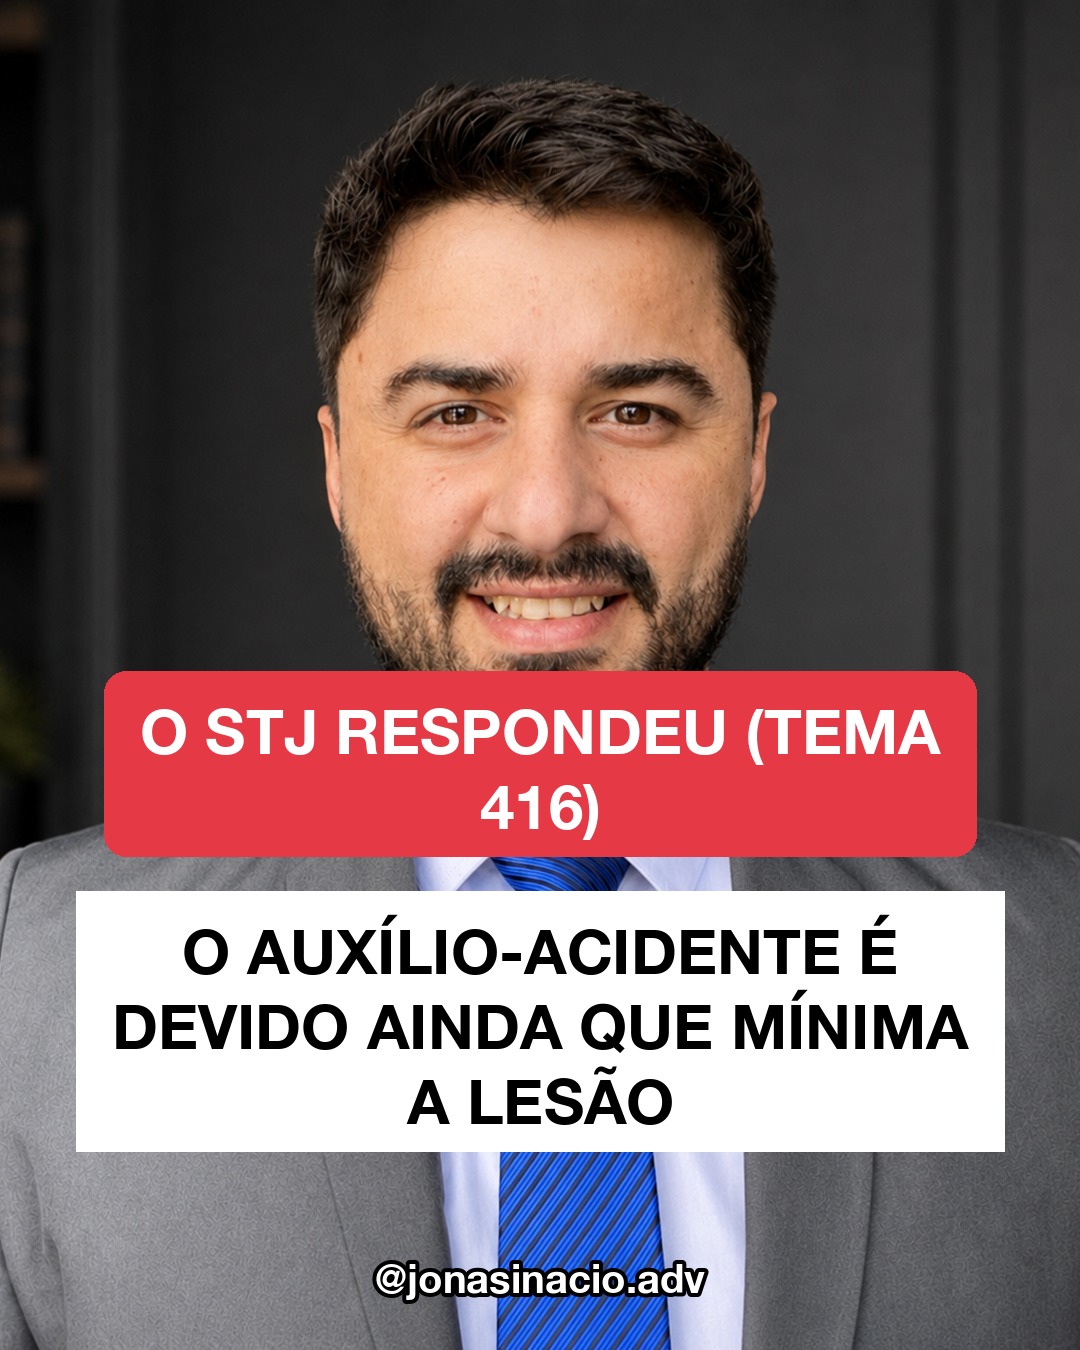 O STJ RESPONDEU (TEMA
416)
O AUXÍLIO-ACIDENTE É
DEVIDO AINDA QUE MÍNIMA
A LESÃO
@jonasinacio.adv